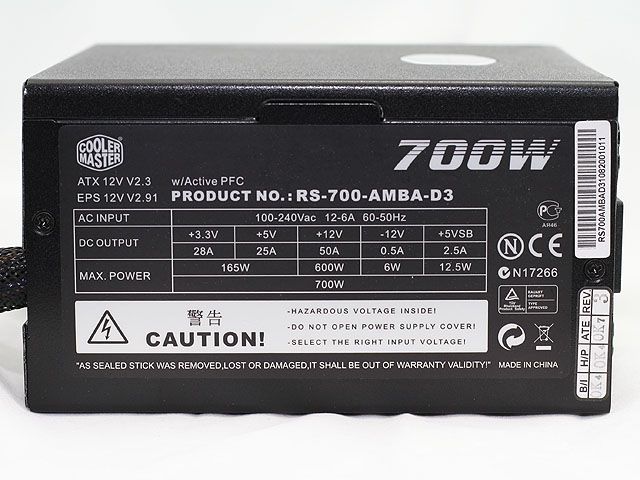 COOLER
MASTER
700W
ATX 12V V2.3 w/Active PFC
EPS 12V V2.91 PRODUCT NO.: RS-700-AMBA-D3
AC INPUT 100-240Vac 12-6A 60-50Hz
DC OUTPUT +3.3V +5V +12V -12V +5VSB
28A 25A 50A 0.5A 2.5A
MAX. POWER 165W 600W 6W 12.5W
700W
警告
CAUTION!
-HAZARDOUS VOLTAGE INSIDE!
-DO NOT OPEN POWER SUPPLY COVER!
-SELECT THE RIGHT INPUT VOLTAGE!
"AS SEALED STICK WAS REMOVED,LOST OR DAMAGED,IT SHALL BE OUT OF WARRANTY VALIDITY!"
N CE
N17266
MADE IN CHINA
RS700AMBAD31082001011
B/I H/P ATE REV
OK7 3